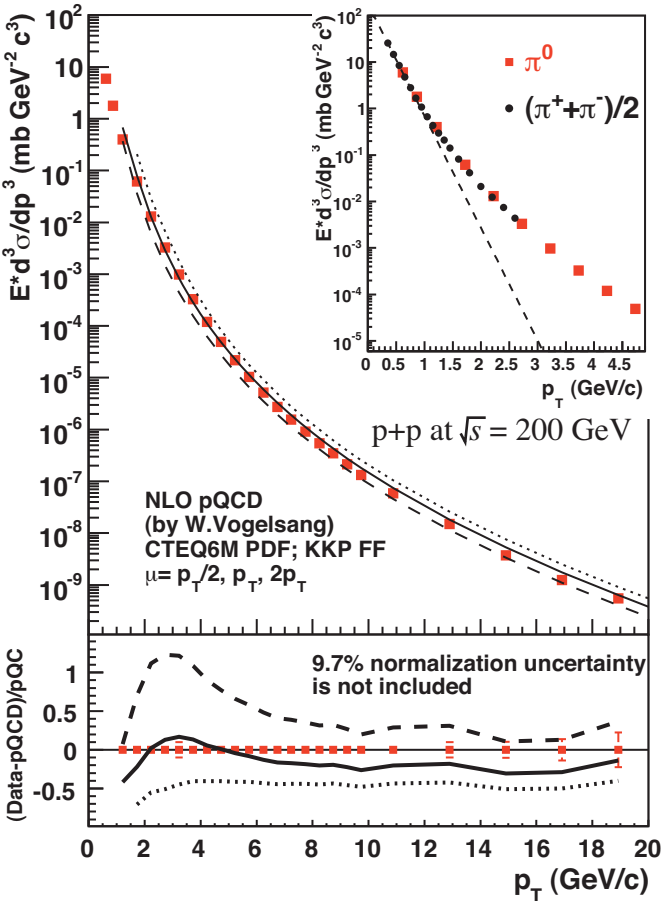 E*d³σ/dp³ (mb GeV⁻² c³)
10²
10
1
10⁻¹
10⁻²
10⁻³
10⁻⁴
10⁻⁵
10⁻⁶
10⁻⁷
10⁻⁸
10⁻⁹
E*d³σ/dp³ (mb GeV⁻² c³)
10²
10
1
10⁻¹
10⁻²
10⁻³
10⁻⁴
10⁻⁵
π⁰
(π⁺+π⁻)/2
0 0.5 1 1.5 2 2.5 3 3.5 4 4.5
p_T (GeV/c)
p+p at √s = 200 GeV
NLO pQCD
(by W.Vogelsang)
CTEQ6M PDF; KKP FF
μ= p_T/2, p_T, 2p_T
(Data-pQCD)/pQC
1
0.5
0
-0.5
9.7% normalization uncertainty
is not included
0 2 4 6 8 10 12 14 16 18 20
p_T (GeV/c)